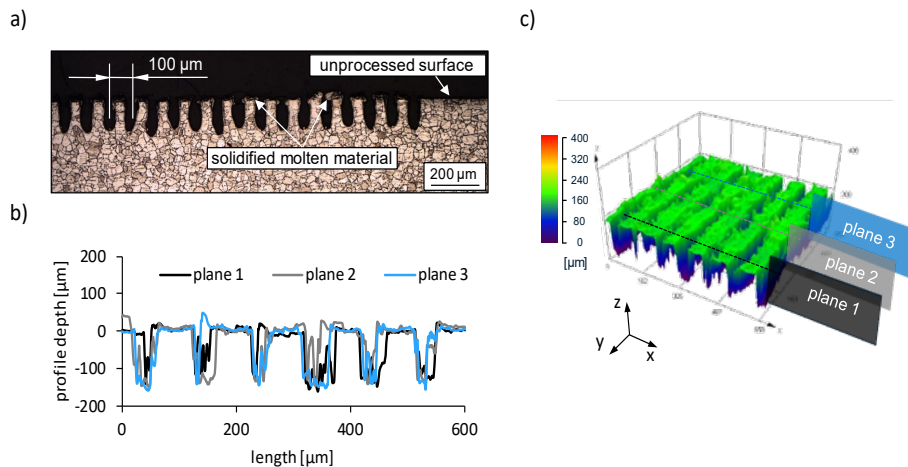 a)
100 µm
unprocessed surface
solidified molten material
200 µm
b)
200
100
0
-100
-200
profile depth [µm]
plane 1
plane 2
plane 3
0
200
400
600
length [µm]
c)
400
320
240
160
80
0
[µm]
plane 3
plane 2
plane 1
z
y
x